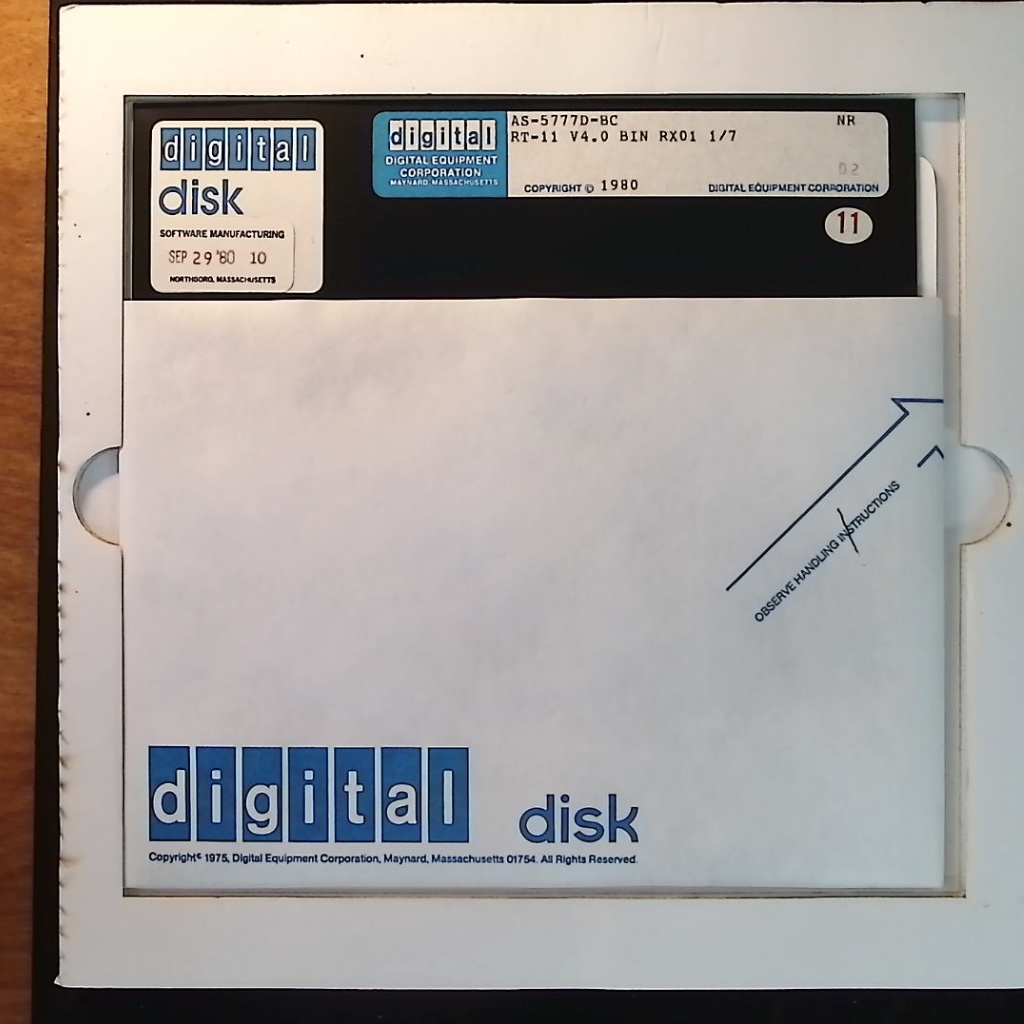 digital
disk
SOFTWARE MANUFACTURING
SEP 29 '80 10
NORTHBORO, MASSACHUSETTS
digital
DIGITAL EQUIPMENT
CORPORATION
MAYNARD, MASSACHUSETTS
AS-5777D-BC NR
RT-11 V4.0 BIN RX01 1/7
D2
COPYRIGHT © 1980 DIGITAL EQUIPMENT CORPORATION
11
OBSERVE HANDLING INSTRUCTIONS
digital disk
Copyright© 1975, Digital Equipment Corporation, Maynard, Massachusetts 01754. All Rights Reserved.